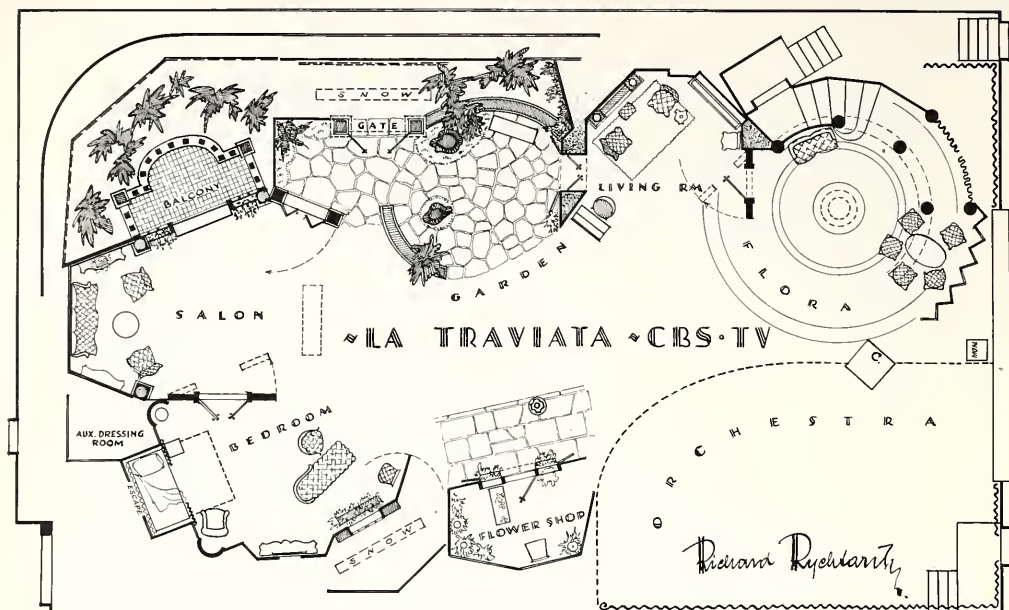 SNOW
GATE
BALCONY
LIVING RM.
GARDEN
FLORA
SALON
LA TRAVIATA CBS·TV
C.
MON
ORCHESTRA
BEDROOM
AUX. DRESSING
ROOM
ESCAPE
FLOWER SHOP
SNOW
Richard Rychtarik